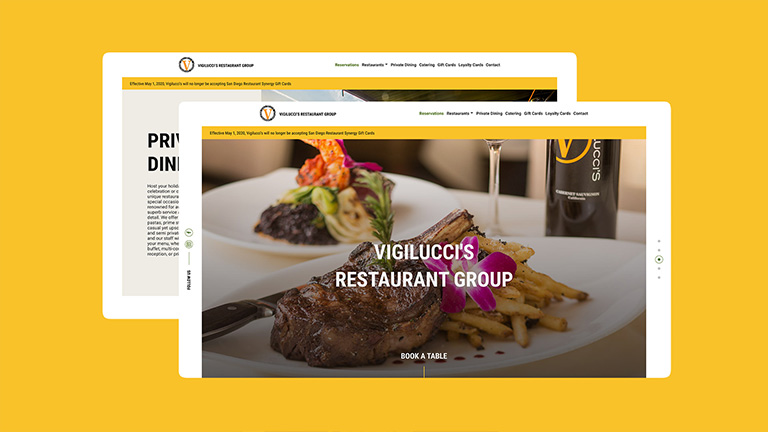 VIGILUCCI'S RESTAURANT GROUP
Reservations Restaurants Private Dining Catering Gift Cards Loyalty Cards Contact
Effective May 1, 2020, Vigilucci's will no longer be accepting San Diego Restaurant Synergy Gift Cards
PRIV
DINI
Host your holid
celebration or c
unique restaura
special occasio
renowned for a
superb service
detail. We offer
pastas, prime s
casual yet upsc
and semi privat
and our staff wi
your menu, whe
buffet, multi-co
reception, or pr
VIGILUCCI'S RESTAURANT GROUP
Reservations Restaurants Private Dining Catering Gift Cards Loyalty Cards Contact
Effective May 1, 2020, Vigilucci's will no longer be accepting San Diego Restaurant Synergy Gift Cards
UCCI'S
CABERNET SAUVIGNON
California
FOLLOW US
VIGILUCCI'S
RESTAURANT GROUP
BOOK A TABLE